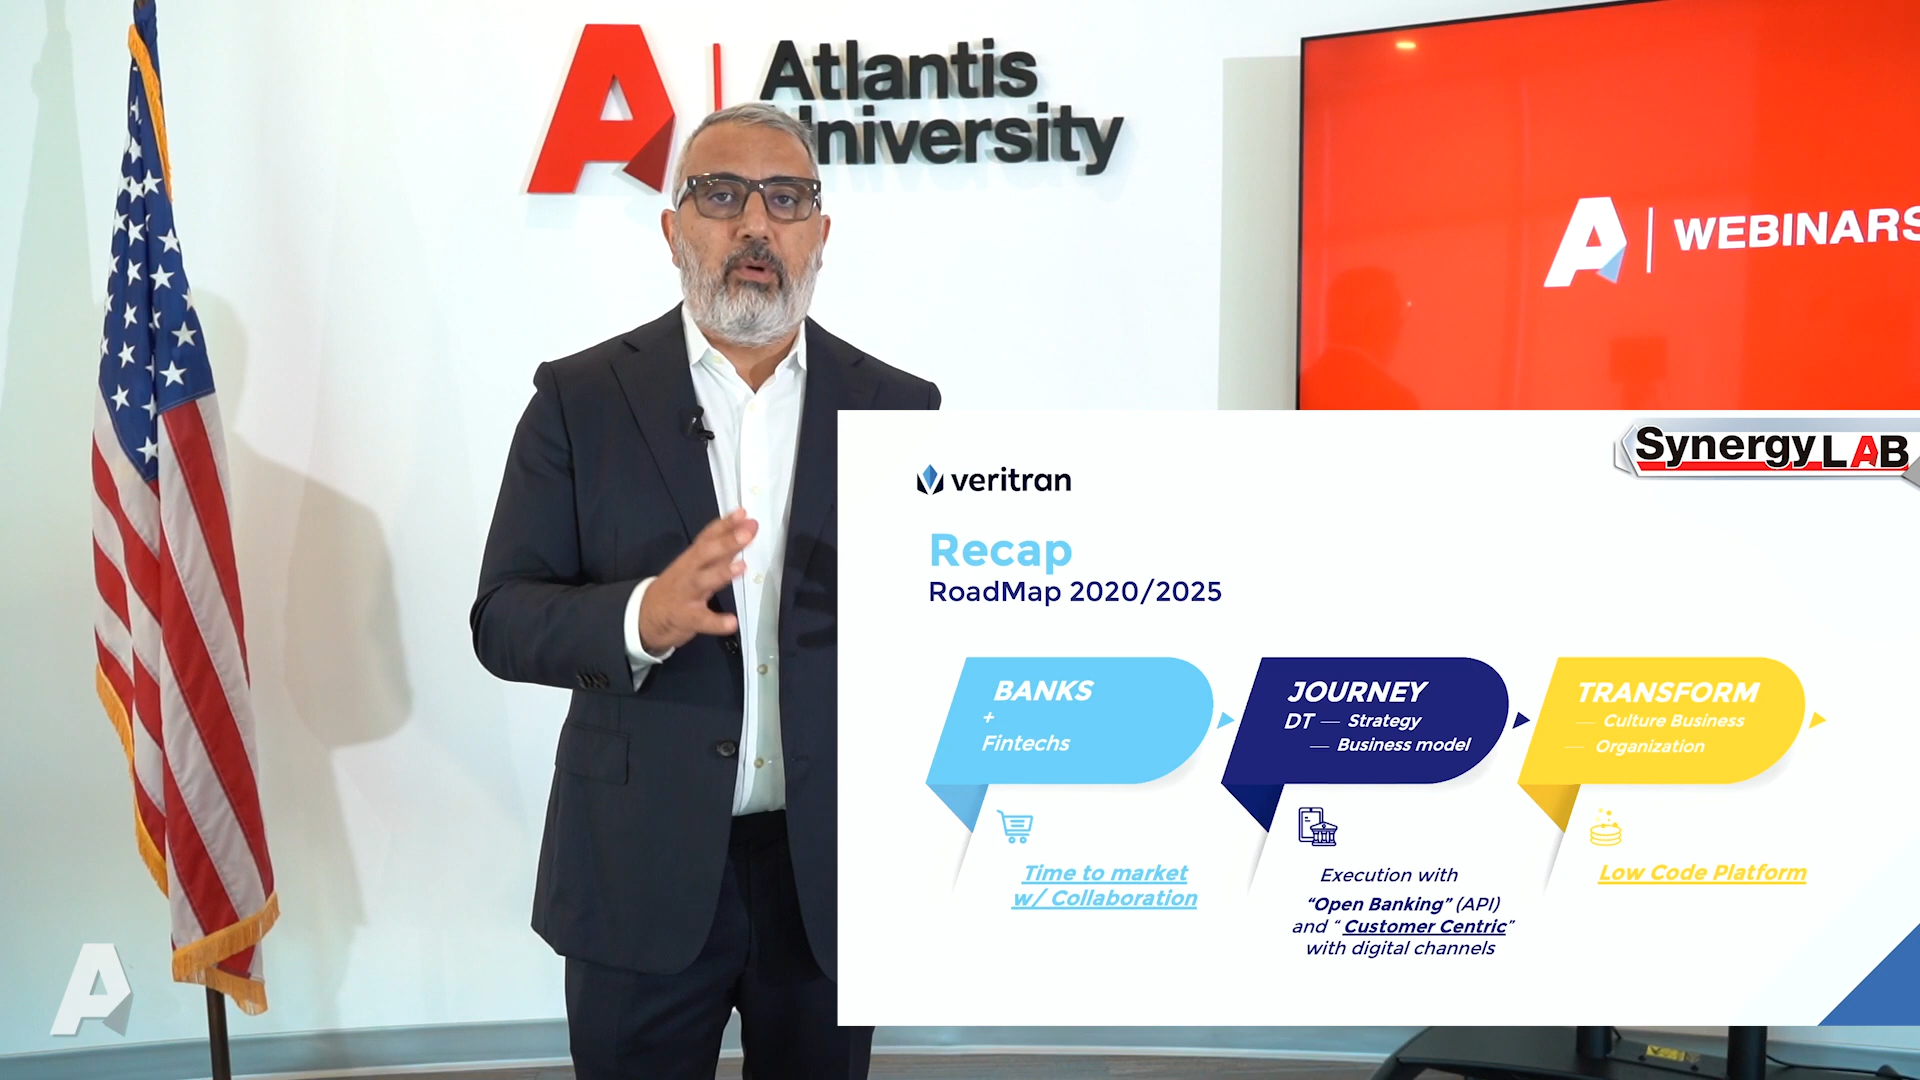 Atlantis
University
WEBINARS
SynergyLAB
veritran
Recap
RoadMap 2020/2025
BANKS
+
Fintechs
JOURNEY
DT — Strategy
— Business model
TRANSFORM
— Culture Business
— Organization
Time to market
w/ Collaboration
Execution with
“Open Banking” (API)
and “ Customer Centric”
with digital channels
Low Code Platform